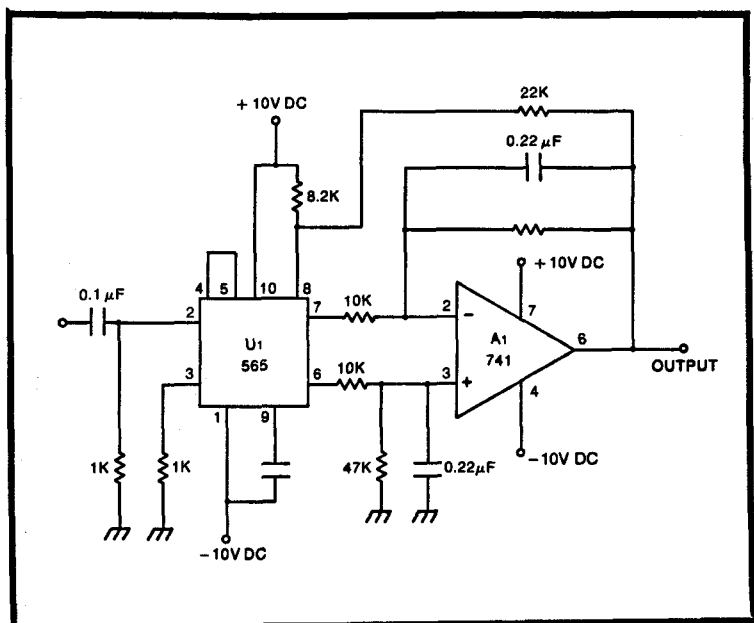 22K
+ 10V DC
0.22 µF
8.2K
4 5 10 8
0.1 µF
+ 10V DC
2
7
10K
2
−
7
U1
565
A1
741
6
OUTPUT
3
6
10K
3
+
4
1
9
1K
1K
47K
0.22µF
−10V DC
−10V DC